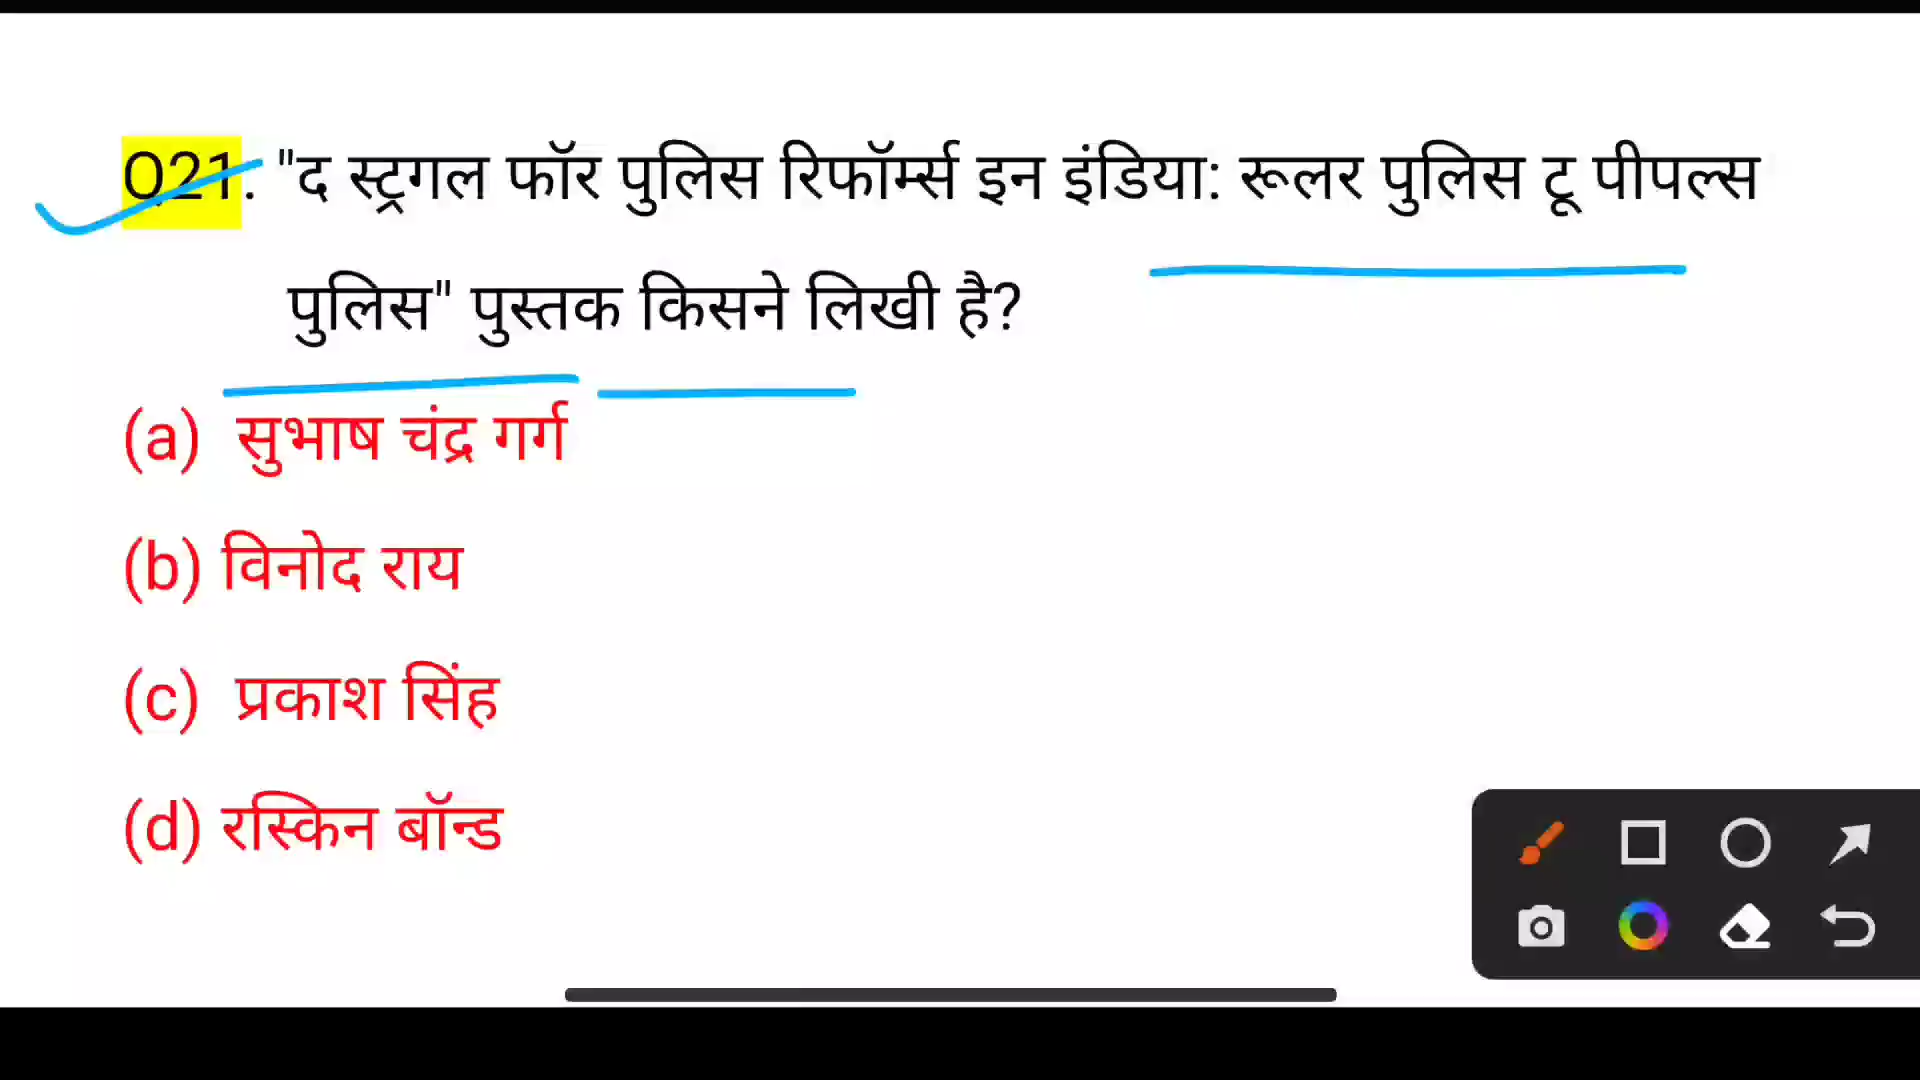 Q21. "द स्ट्रगल फॉर पुलिस रिफॉर्म्स इन इंडिया: रूलर पुलिस टू पीपल्स
पुलिस" पुस्तक किसने लिखी है?
(a) सुभाष चंद्र गर्ग
(b) विनोद राय
(c) प्रकाश सिंह
(d) रस्किन बॉन्ड